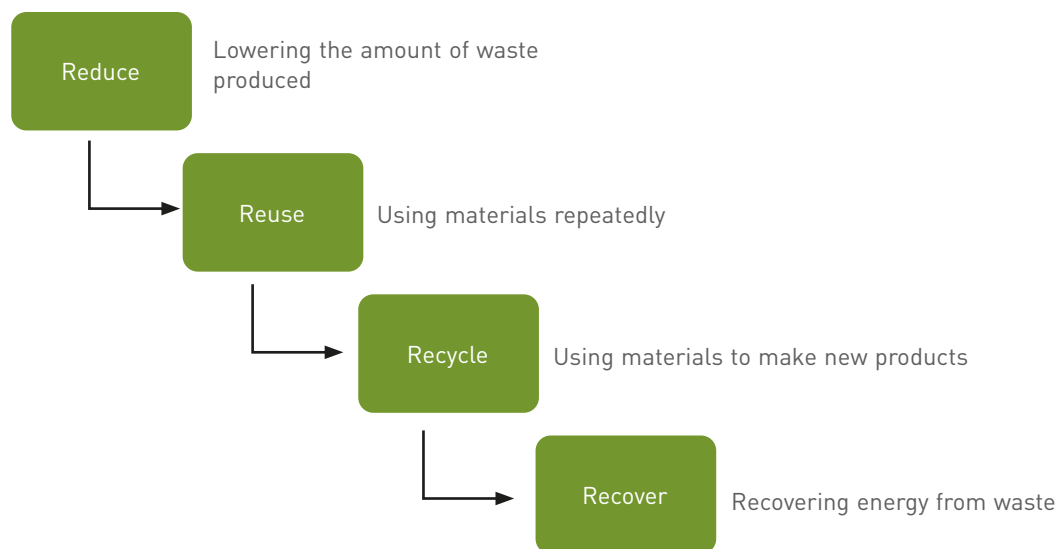 Reduce
Lowering the amount of waste
produced
Reuse
Using materials repeatedly
Recycle
Using materials to make new products
Recover
Recovering energy from waste